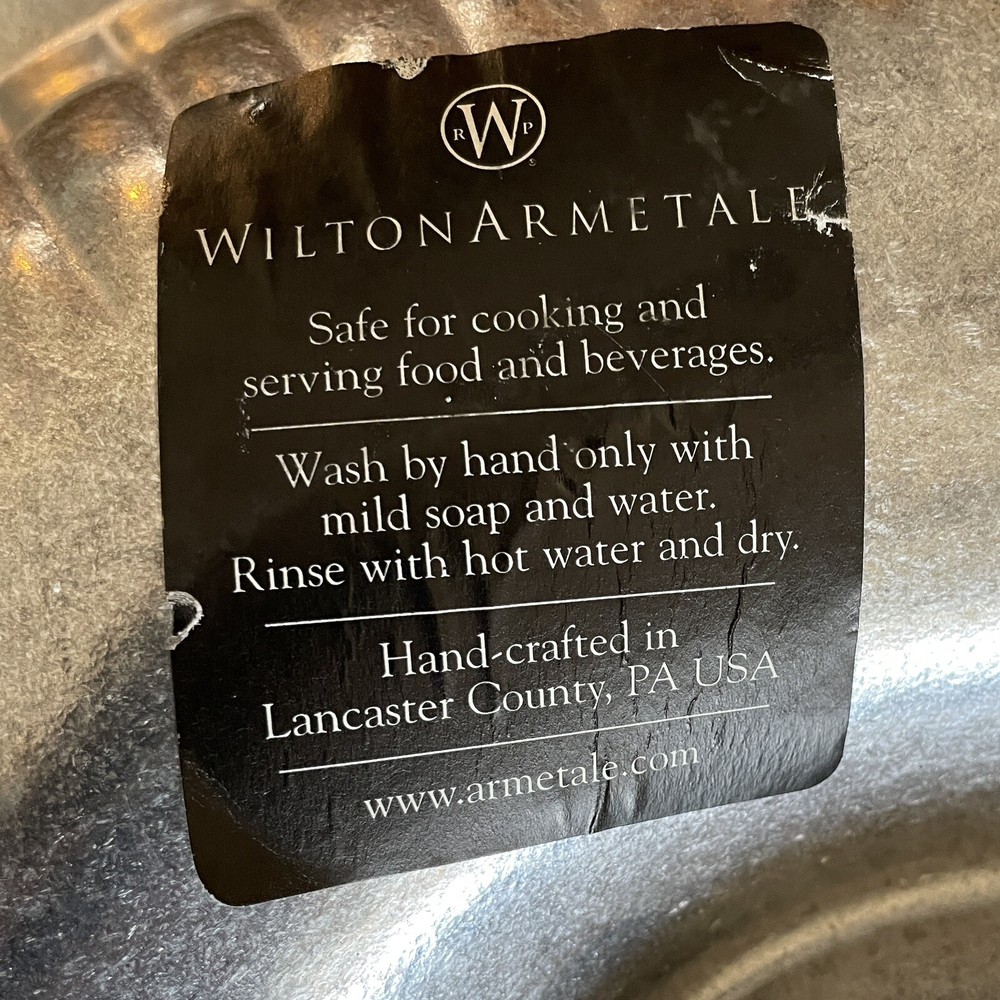 R W P
®
WILTONARMETALE
Safe for cooking and
serving food and beverages.
Wash by hand only with
mild soap and water.
Rinse with hot water and dry.
Hand-crafted in
Lancaster County, PA USA
www.armetale.com